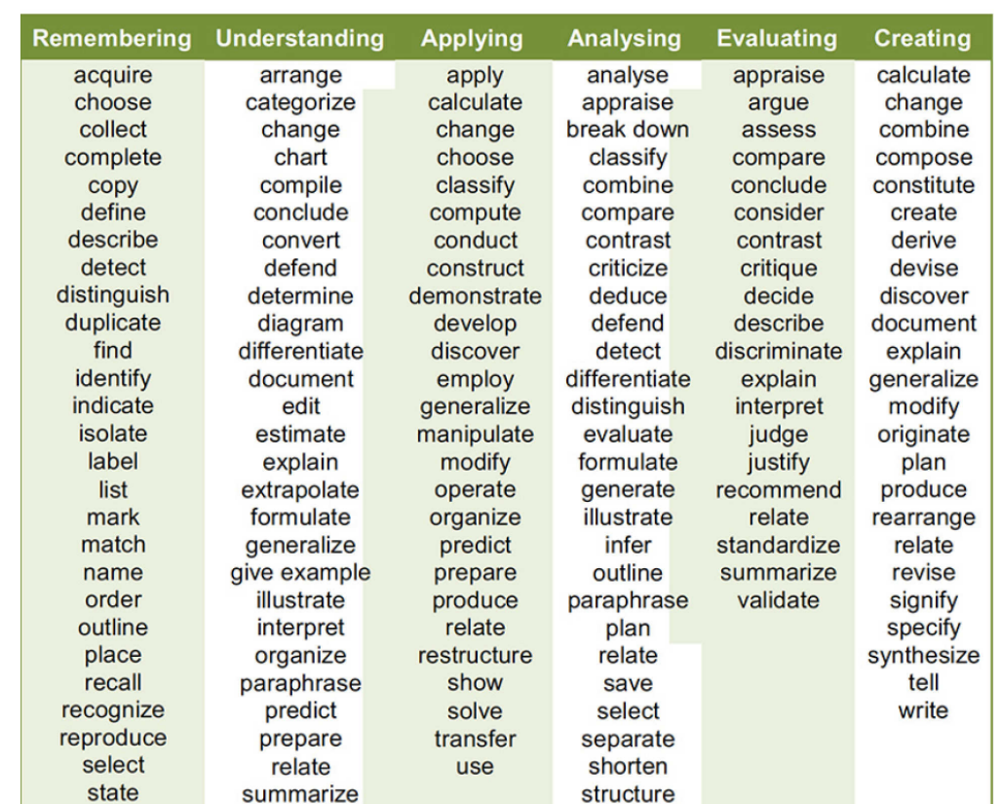 Remembering Understanding Applying Analysing Evaluating Creating
acquire arrange apply analyse appraise calculate
choose categorize calculate appraise argue change
collect change change break down assess combine
complete chart choose classify compare compose
copy compile classify combine conclude constitute
define conclude compute compare consider create
describe convert conduct contrast contrast derive
detect defend construct criticize critique devise
distinguish determine demonstrate deduce decide discover
duplicate diagram develop defend describe document
find differentiate discover detect discriminate explain
identify document employ differentiate explain generalize
indicate edit generalize distinguish interpret modify
isolate estimate manipulate evaluate judge originate
label explain modify formulate justify plan
list extrapolate operate generate recommend produce
mark formulate organize illustrate relate rearrange
match generalize predict infer standardize relate
name give example prepare outline summarize revise
order illustrate produce paraphrase validate signify
outline interpret relate plan specify
place organize restructure relate synthesize
recall paraphrase show save tell
recognize predict solve select write
reproduce prepare transfer separate
select relate use shorten
state summarize structure